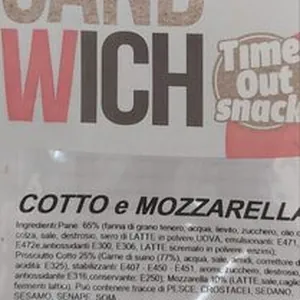 SAND
WICH
Time
Out
snack
COTTO e MOZZARELLA
Ingredienti:Pane 65% (farina di grano tenero, acqua, lievito, zucchero, olio di
colza, sale, destrosio, siero di LATTE in polvere,UOVA, emulsionanti: E471,
E472e,antiossidanti E300, E306, LATTE scremato in polvere, enzimi),
Prosciutto Cotto 25% (Carne di suino (77%), acqua, sale, amidi, correttore di
acidità E325), stabilizzanti: E407 - E450 - E451, aromi, zucchero, destrosio,
antiossidante E316,conservante: E250); Mozzarella 10% (LATTE,sale,caglio,
fermenti lattici). Può contenere tracce di PESCE, CROSTACEI, SEDANO,
SESAMO, SENAPE, SOIA